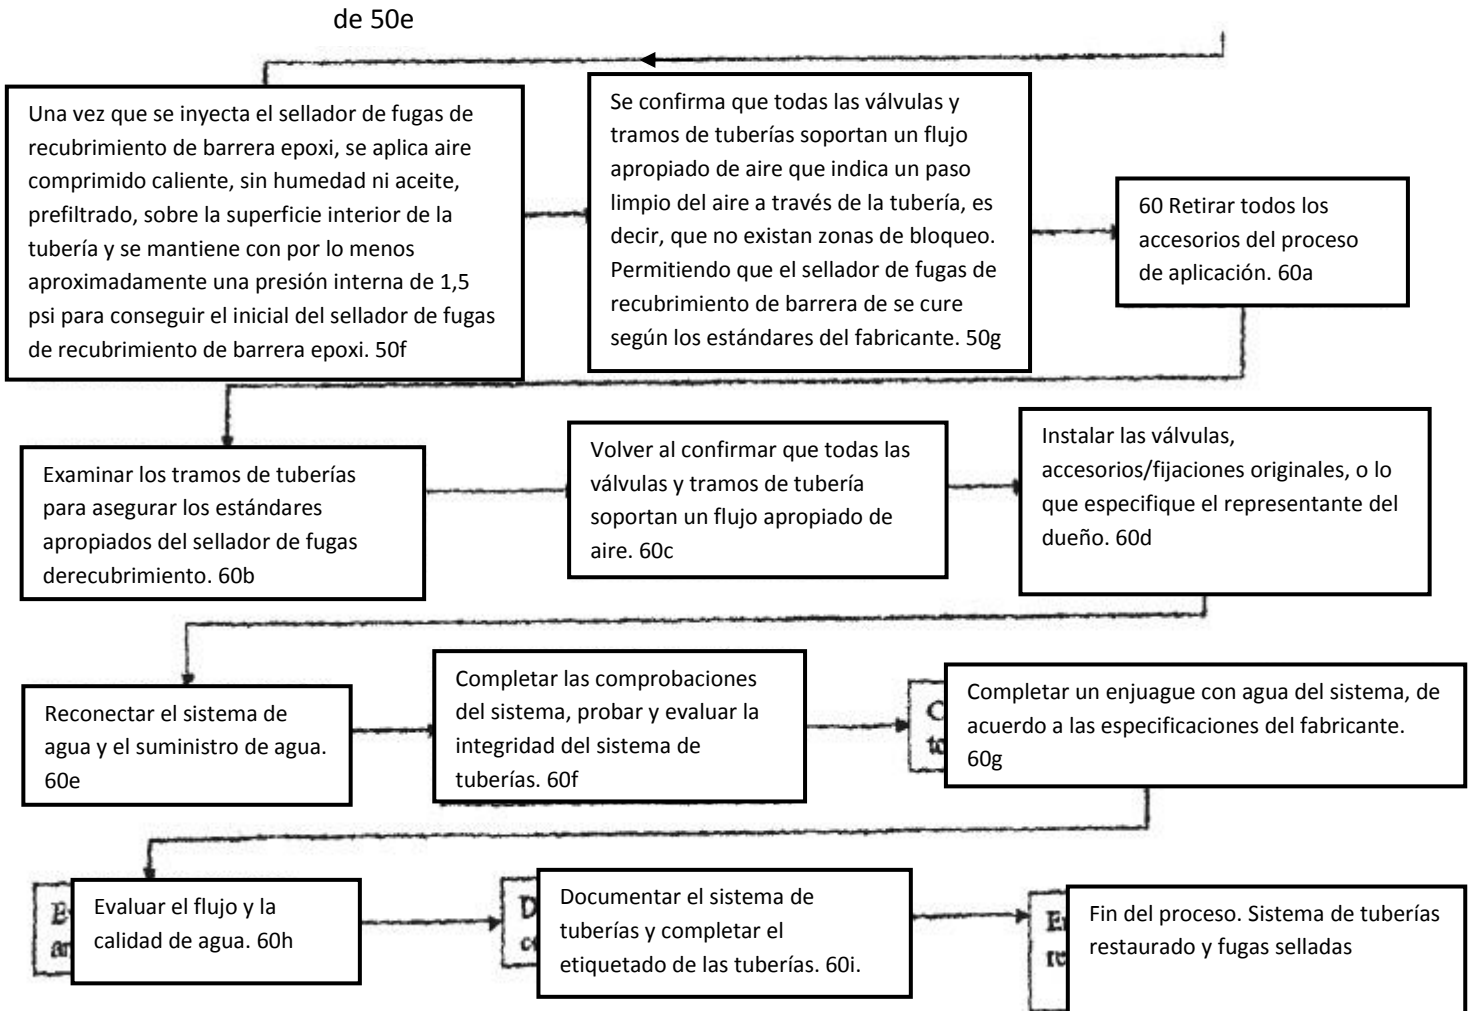 de 50e
Una vez que se inyecta el sellador de fugas de
recubrimiento de barrera epoxi, se aplica aire
comprimido caliente, sin humedad ni aceite,
prefiltrado, sobre la superficie interior de la
tubería y se mantiene con por lo menos
aproximadamente una presión interna de 1,5
psi para conseguir el inicial del sellador de fugas
de recubrimiento de barrera epoxi. 50f
Se confirma que todas las válvulas y
tramos de tuberías soportan un flujo
apropiado de aire que indica un paso
limpio del aire a través de la tubería, es
decir, que no existan zonas de bloqueo.
Permitiendo que el sellador de fugas de
recubrimiento de barrera de se cure
según los estándares del fabricante. 50g
60 Retirar todos los
accesorios del proceso
de aplicación. 60a
Examinar los tramos de tuberías
para asegurar los estándares
apropiados del sellador de fugas
derecubrimiento. 60b
Volver al confirmar que todas las
válvulas y tramos de tubería
soportan un flujo apropiado de
aire. 60c
Instalar las válvulas,
accesorios/fijaciones originales, o lo
que especifique el representante del
dueño. 60d
Reconectar el sistema de
agua y el suministro de agua.
60e
Completar las comprobaciones
del sistema, probar y evaluar la
integridad del sistema de
tuberías. 60f
Completar un enjuague con agua del sistema, de
acuerdo a las especificaciones del fabricante.
60g
Evaluar el flujo y la
calidad de agua. 60h
Documentar el sistema de
tuberías y completar el
etiquetado de las tuberías. 60i.
Fin del proceso. Sistema de tuberías
restaurado y fugas selladas